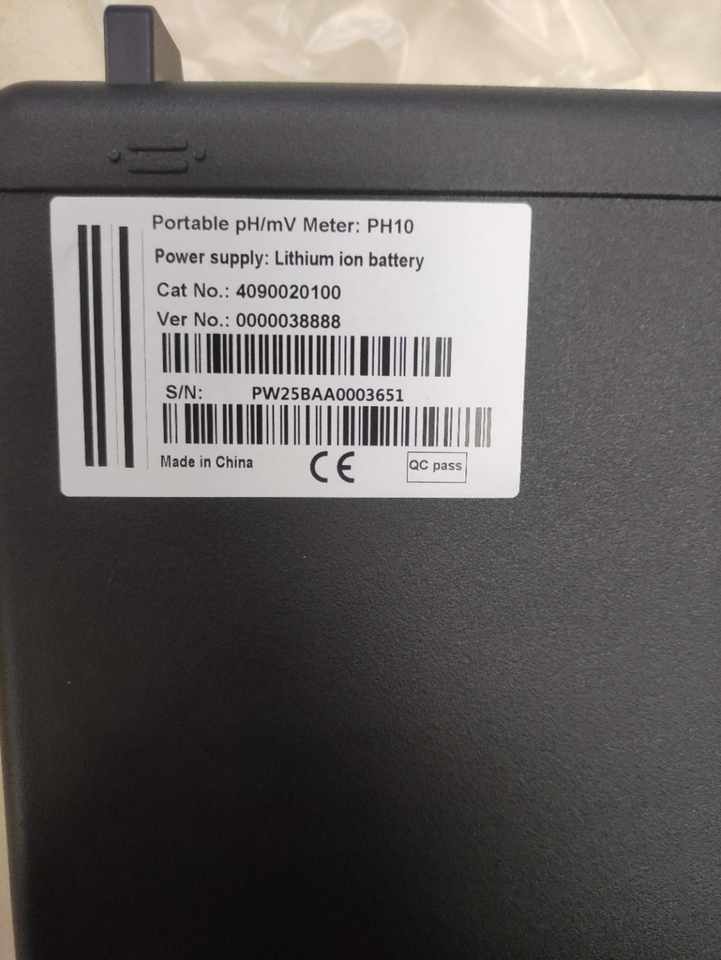 Portable pH/mV Meter: PH10
Power supply: Lithium ion battery
Cat No.: 4090020100
Ver No.: 0000038888
S/N: PW25BAA0003651
Made in China CE QC pass